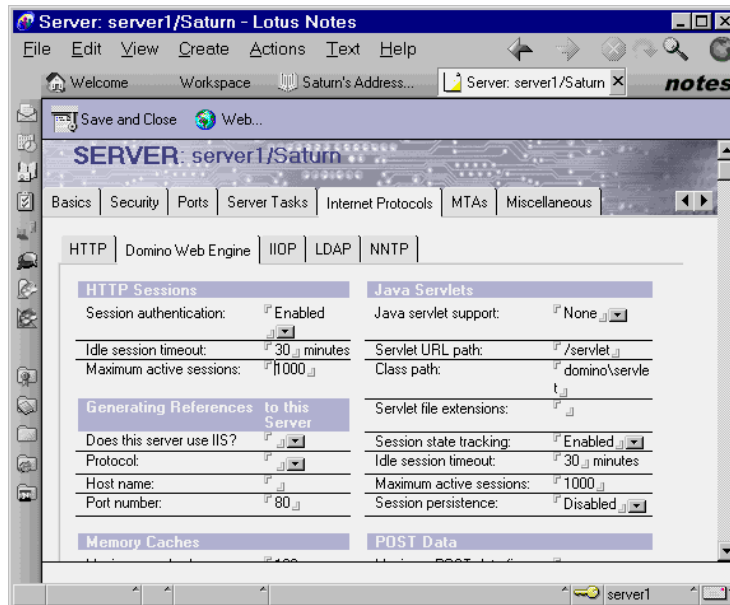 Server: server1/Saturn - Lotus Notes
File Edit View Create Actions Text Help
Welcome Workspace Saturn's Address... Server: server1/Saturn notes
Save and Close Web...
SERVER: server1/Saturn
Basics Security Ports Server Tasks Internet Protocols MTAs Miscellaneous
HTTP Domino Web Engine IIOP LDAP NNTP
HTTP Sessions
Session authentication: Enabled
Idle session timeout: 30 minutes
Maximum active sessions: 1000
Generating References to this
Server
Does this server use IIS?
Protocol:
Host name:
Port number: 80
Memory Caches
Java Servlets
Java servlet support: None
Servlet URL path: /servlet
Class path: domino\servle
t
Servlet file extensions:
Session state tracking: Enabled
Idle session timeout: 30 minutes
Maximum active sessions: 1000
Session persistence: Disabled
POST Data
server1